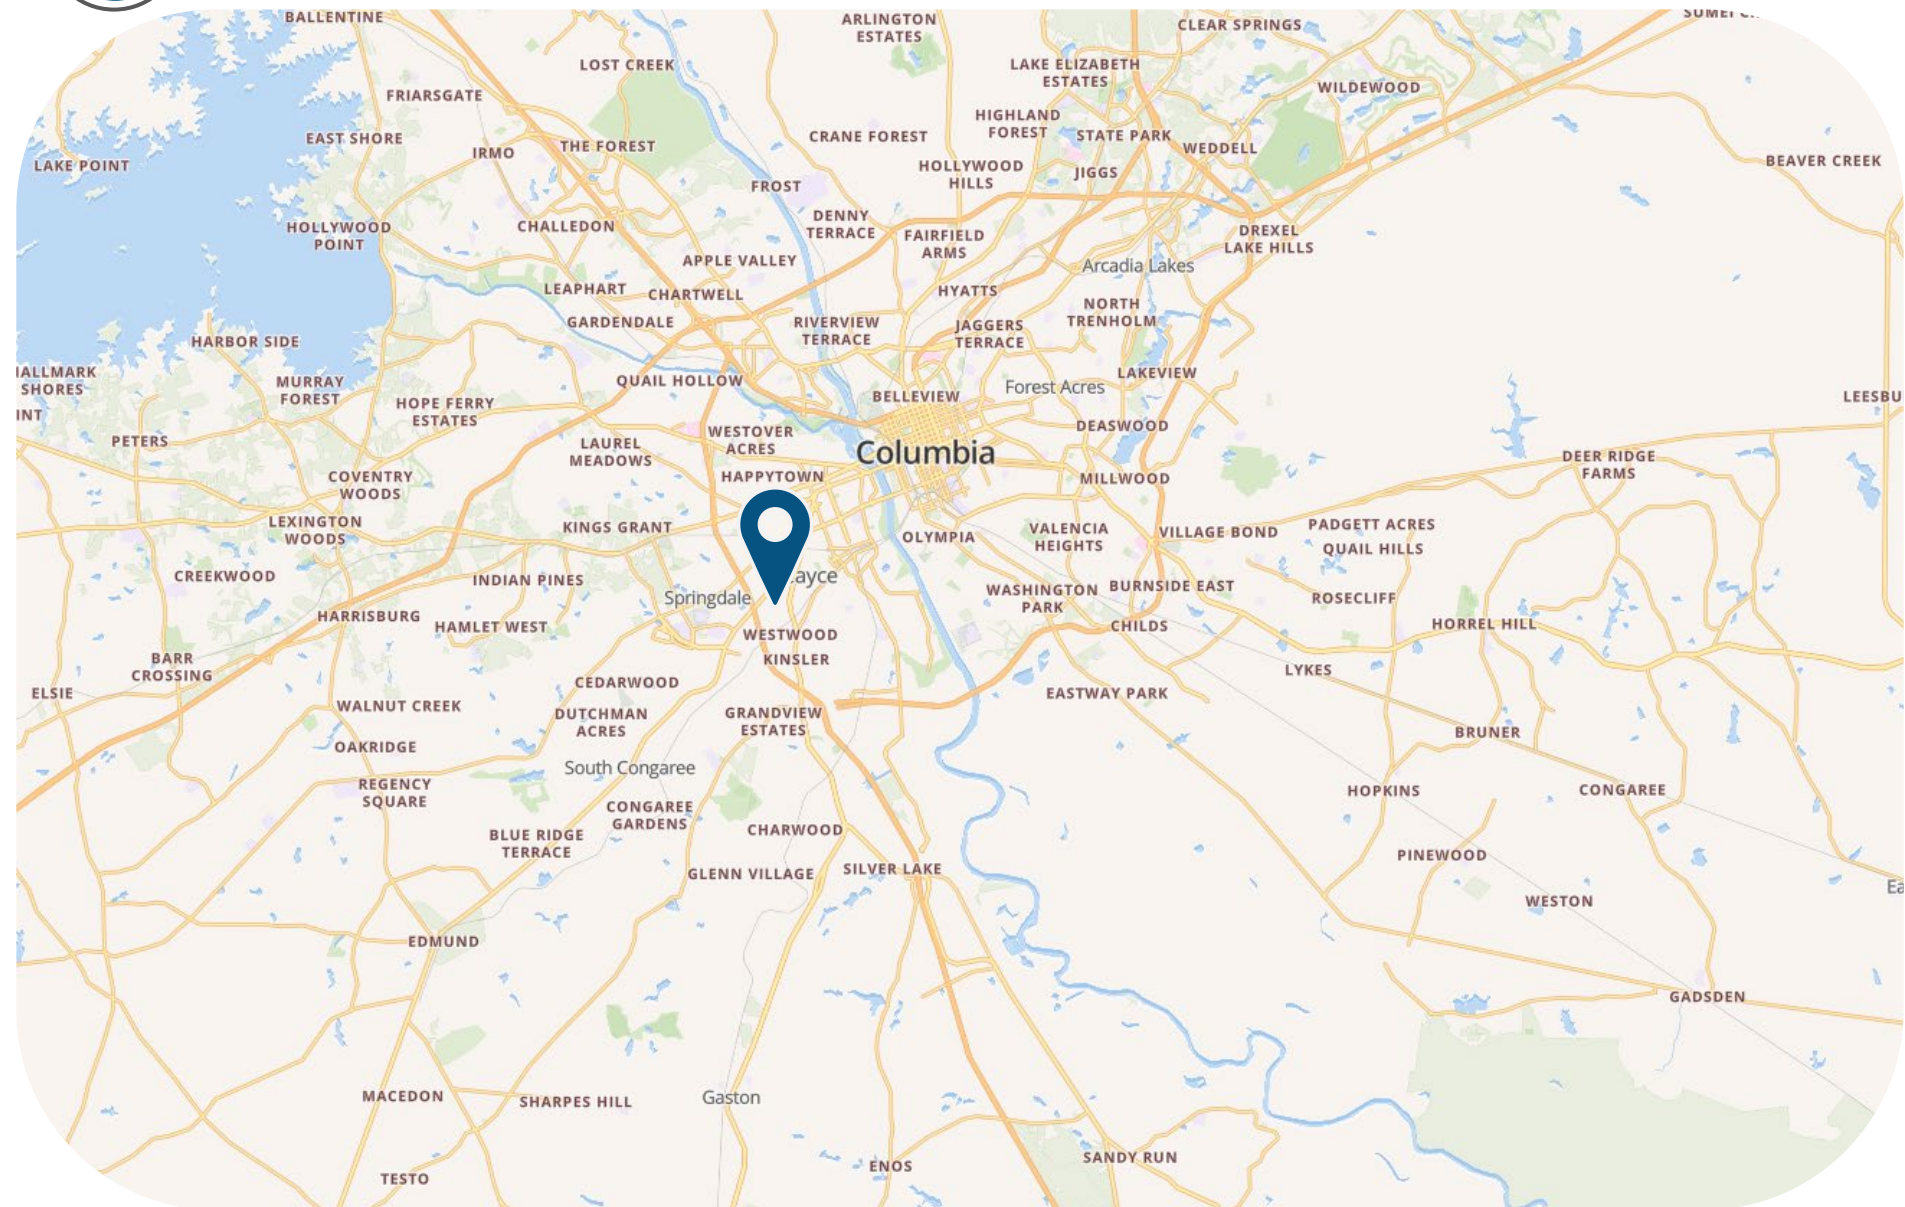 BALLENTINE
ARLINGTON
ESTATES
CLEAR SPRINGS
LOST CREEK
LAKE ELIZABETH
ESTATES
FRIARSGATE
WILDEWOOD
HIGHLAND
FOREST
EAST SHORE
CRANE FOREST
STATE PARK
THE FOREST
IRMO
WEDDELL
LAKE POINT
BEAVER CREEK
HOLLYWOOD
HILLS
JIGGS
FROST
HOLLYWOOD
POINT
CHALLEDON
DENNY
TERRACE
FAIRFIELD
ARMS
DREXEL
LAKE HILLS
APPLE VALLEY
Arcadia Lakes
LEAPHART
CHARTWELL
HYATTS
NORTH
TRENHOLM
GARDENDALE
RIVERVIEW
TERRACE
JAGGERS
TERRACE
HARBOR SIDE
ALLMARK
SHORES
MURRAY
FOREST
QUAIL HOLLOW
Forest Acres
LAKEVIEW
BELLEVIEW
LEESBU
INT
HOPE FERRY
ESTATES
PETERS
LAUREL
MEADOWS
WESTOVER
ACRES
DEASWOOD
Columbia
DEER RIDGE
FARMS
COVENTRY
WOODS
HAPPYTOWN
MILLWOOD
LEXINGTON
WOODS
KINGS GRANT
OLYMPIA
VALENCIA
HEIGHTS
VILLAGE BOND
PADGETT ACRES
QUAIL HILLS
CREEKWOOD
INDIAN PINES
ayce
Springdale
WASHINGTON
PARK
BURNSIDE EAST
ROSECLIFF
HARRISBURG
HAMLET WEST
WESTWOOD
CHILDS
HORREL HILL
BARR
CROSSING
KINSLER
LYKES
ELSIE
CEDARWOOD
EASTWAY PARK
WALNUT CREEK
DUTCHMAN
ACRES
GRANDVIEW
ESTATES
BRUNER
OAKRIDGE
South Congaree
REGENCY
SQUARE
HOPKINS
CONGAREE
CONGAREE
GARDENS
CHARWOOD
BLUE RIDGE
TERRACE
PINEWOOD
GLENN VILLAGE
SILVER LAKE
Ea
WESTON
EDMUND
GADSDEN
MACEDON
SHARPES HILL
Gaston
ENOS
SANDY RUN
TESTO